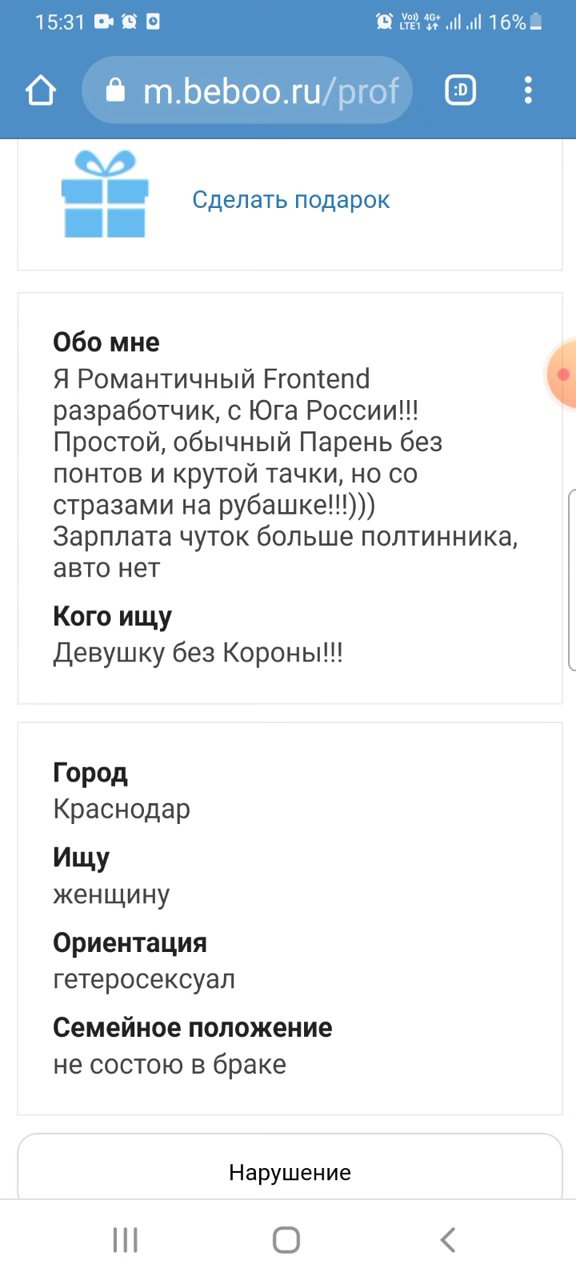 15:31 Vo)) LTE1 4G+ 16%
m.beboo.ru/prof :D
Сделать подарок
Обо мне
Я Романтичный Frontend
разработчик, с Юга России!!!
Простой, обычный Парень без
понтов и крутой тачки, но со
стразами на рубашке!!!)))
Зарплата чуток больше полтинника,
авто нет
Кого ищу
Девушку без Короны!!!
Город
Краснодар
Ищу
женщину
Ориентация
гетеросексуал
Семейное положение
не состою в браке
Нарушение